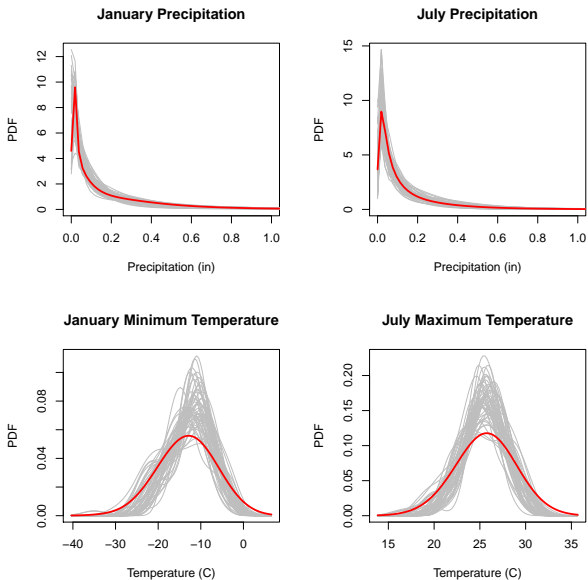 January Precipitation
PDF
0 2 4 6 8 10 12
0.0 0.2 0.4 0.6 0.8 1.0
Precipitation (in)
July Precipitation
PDF
0 5 10 15
0.0 0.2 0.4 0.6 0.8 1.0
Precipitation (in)
January Minimum Temperature
PDF
0.00 0.04 0.08
−40 −30 −20 −10 0
Temperature (C)
July Maximum Temperature
PDF
0.00 0.05 0.10 0.15 0.20
15 20 25 30 35
Temperature (C)